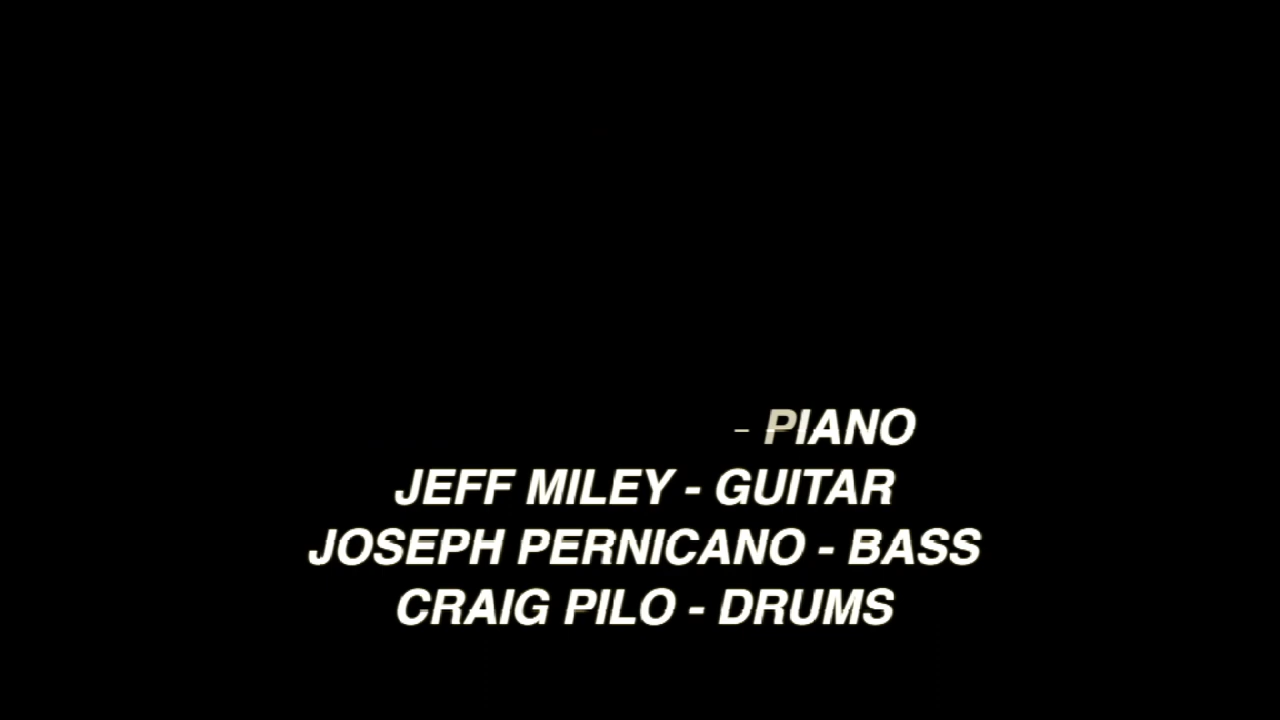 - PIANO
JEFF MILEY - GUITAR
JOSEPH PERNICANO - BASS
CRAIG PILO - DRUMS